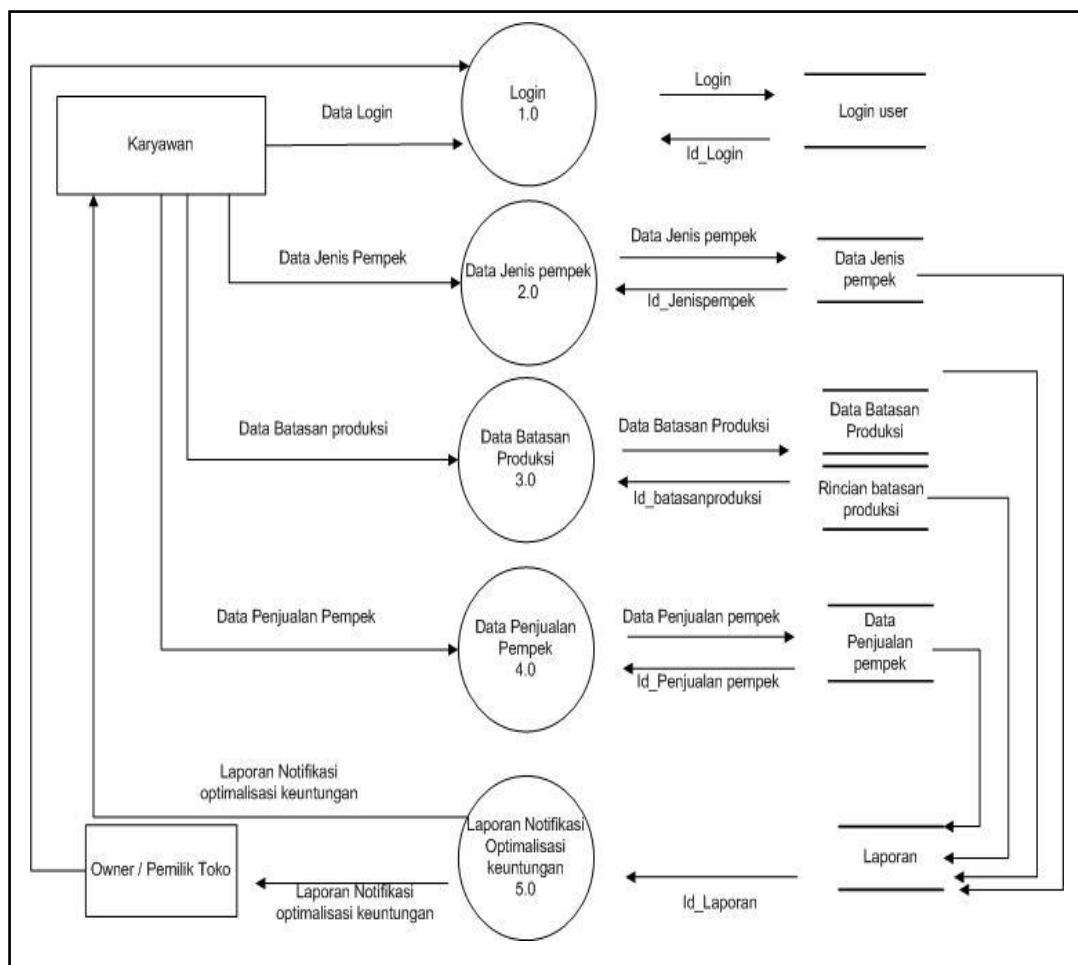 Login
1.0
Login
Login user
Id_Login
Data Login
Karyawan
Data Jenis Pempek
Data Jenis pempek
2.0
Data Jenis pempek
Id_Jenispempek
Data Jenis
pempek
Data Batasan produksi
Data Batasan
Produksi
3.0
Data Batasan Produksi
Id_batasanproduksi
Data Batasan
Produksi
Rincian batasan
produksi
Data Penjualan Pempek
Data Penjualan
Pempek
4.0
Data Penjualan pempek
Id_Penjualan pempek
Data
Penjualan
pempek
Laporan Notifikasi
optimalisasi keuntungan
Owner / Pemilik Toko
Laporan Notifikasi
optimalisasi keuntungan
Laporan Notifikasi
Optimalisasi
keuntungan
5.0
Id_Laporan
Laporan